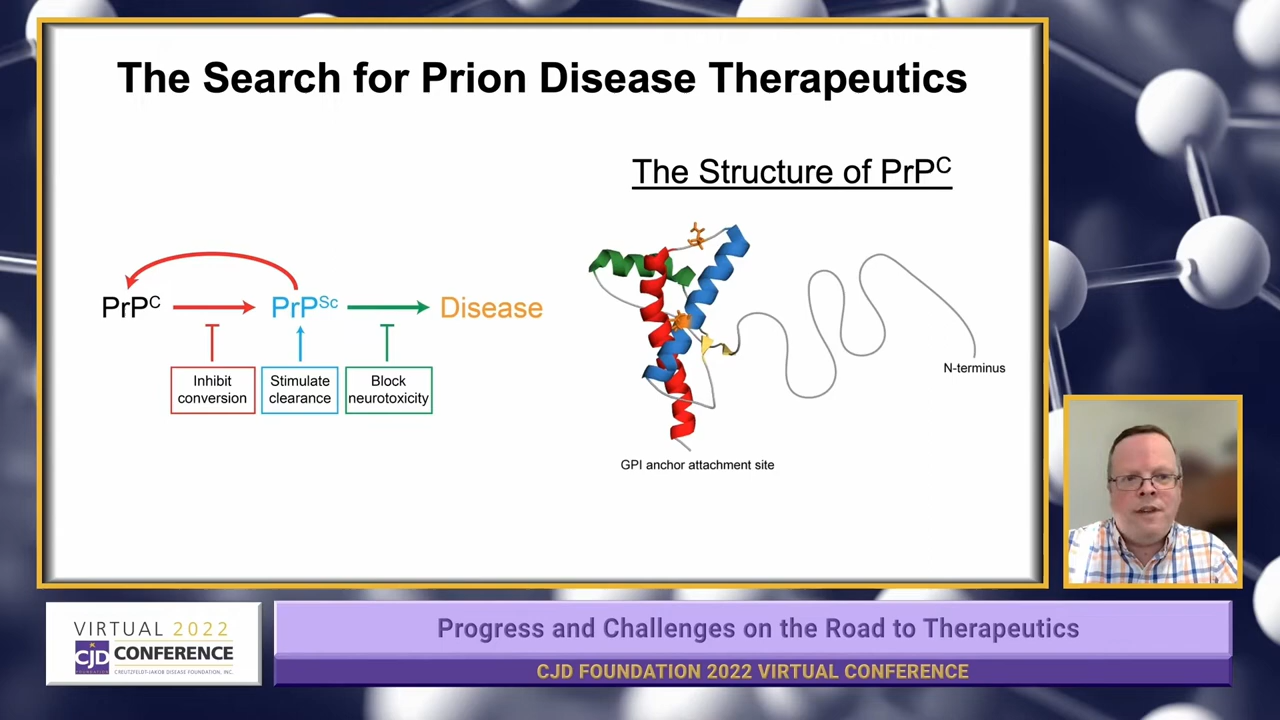 The Search for Prion Disease Therapeutics
The Structure of PrPC
PrPC
PrPSc
Disease
Inhibit
conversion
Stimulate
clearance
Block
neurotoxicity
N-terminus
GPI anchor attachment site
VIRTUAL 2022
CJD
FOUNDATION
CONFERENCE
CREUTZFELDT-JAKOB DISEASE FOUNDATION, INC.
Progress and Challenges on the Road to Therapeutics
CJD FOUNDATION 2022 VIRTUAL CONFERENCE